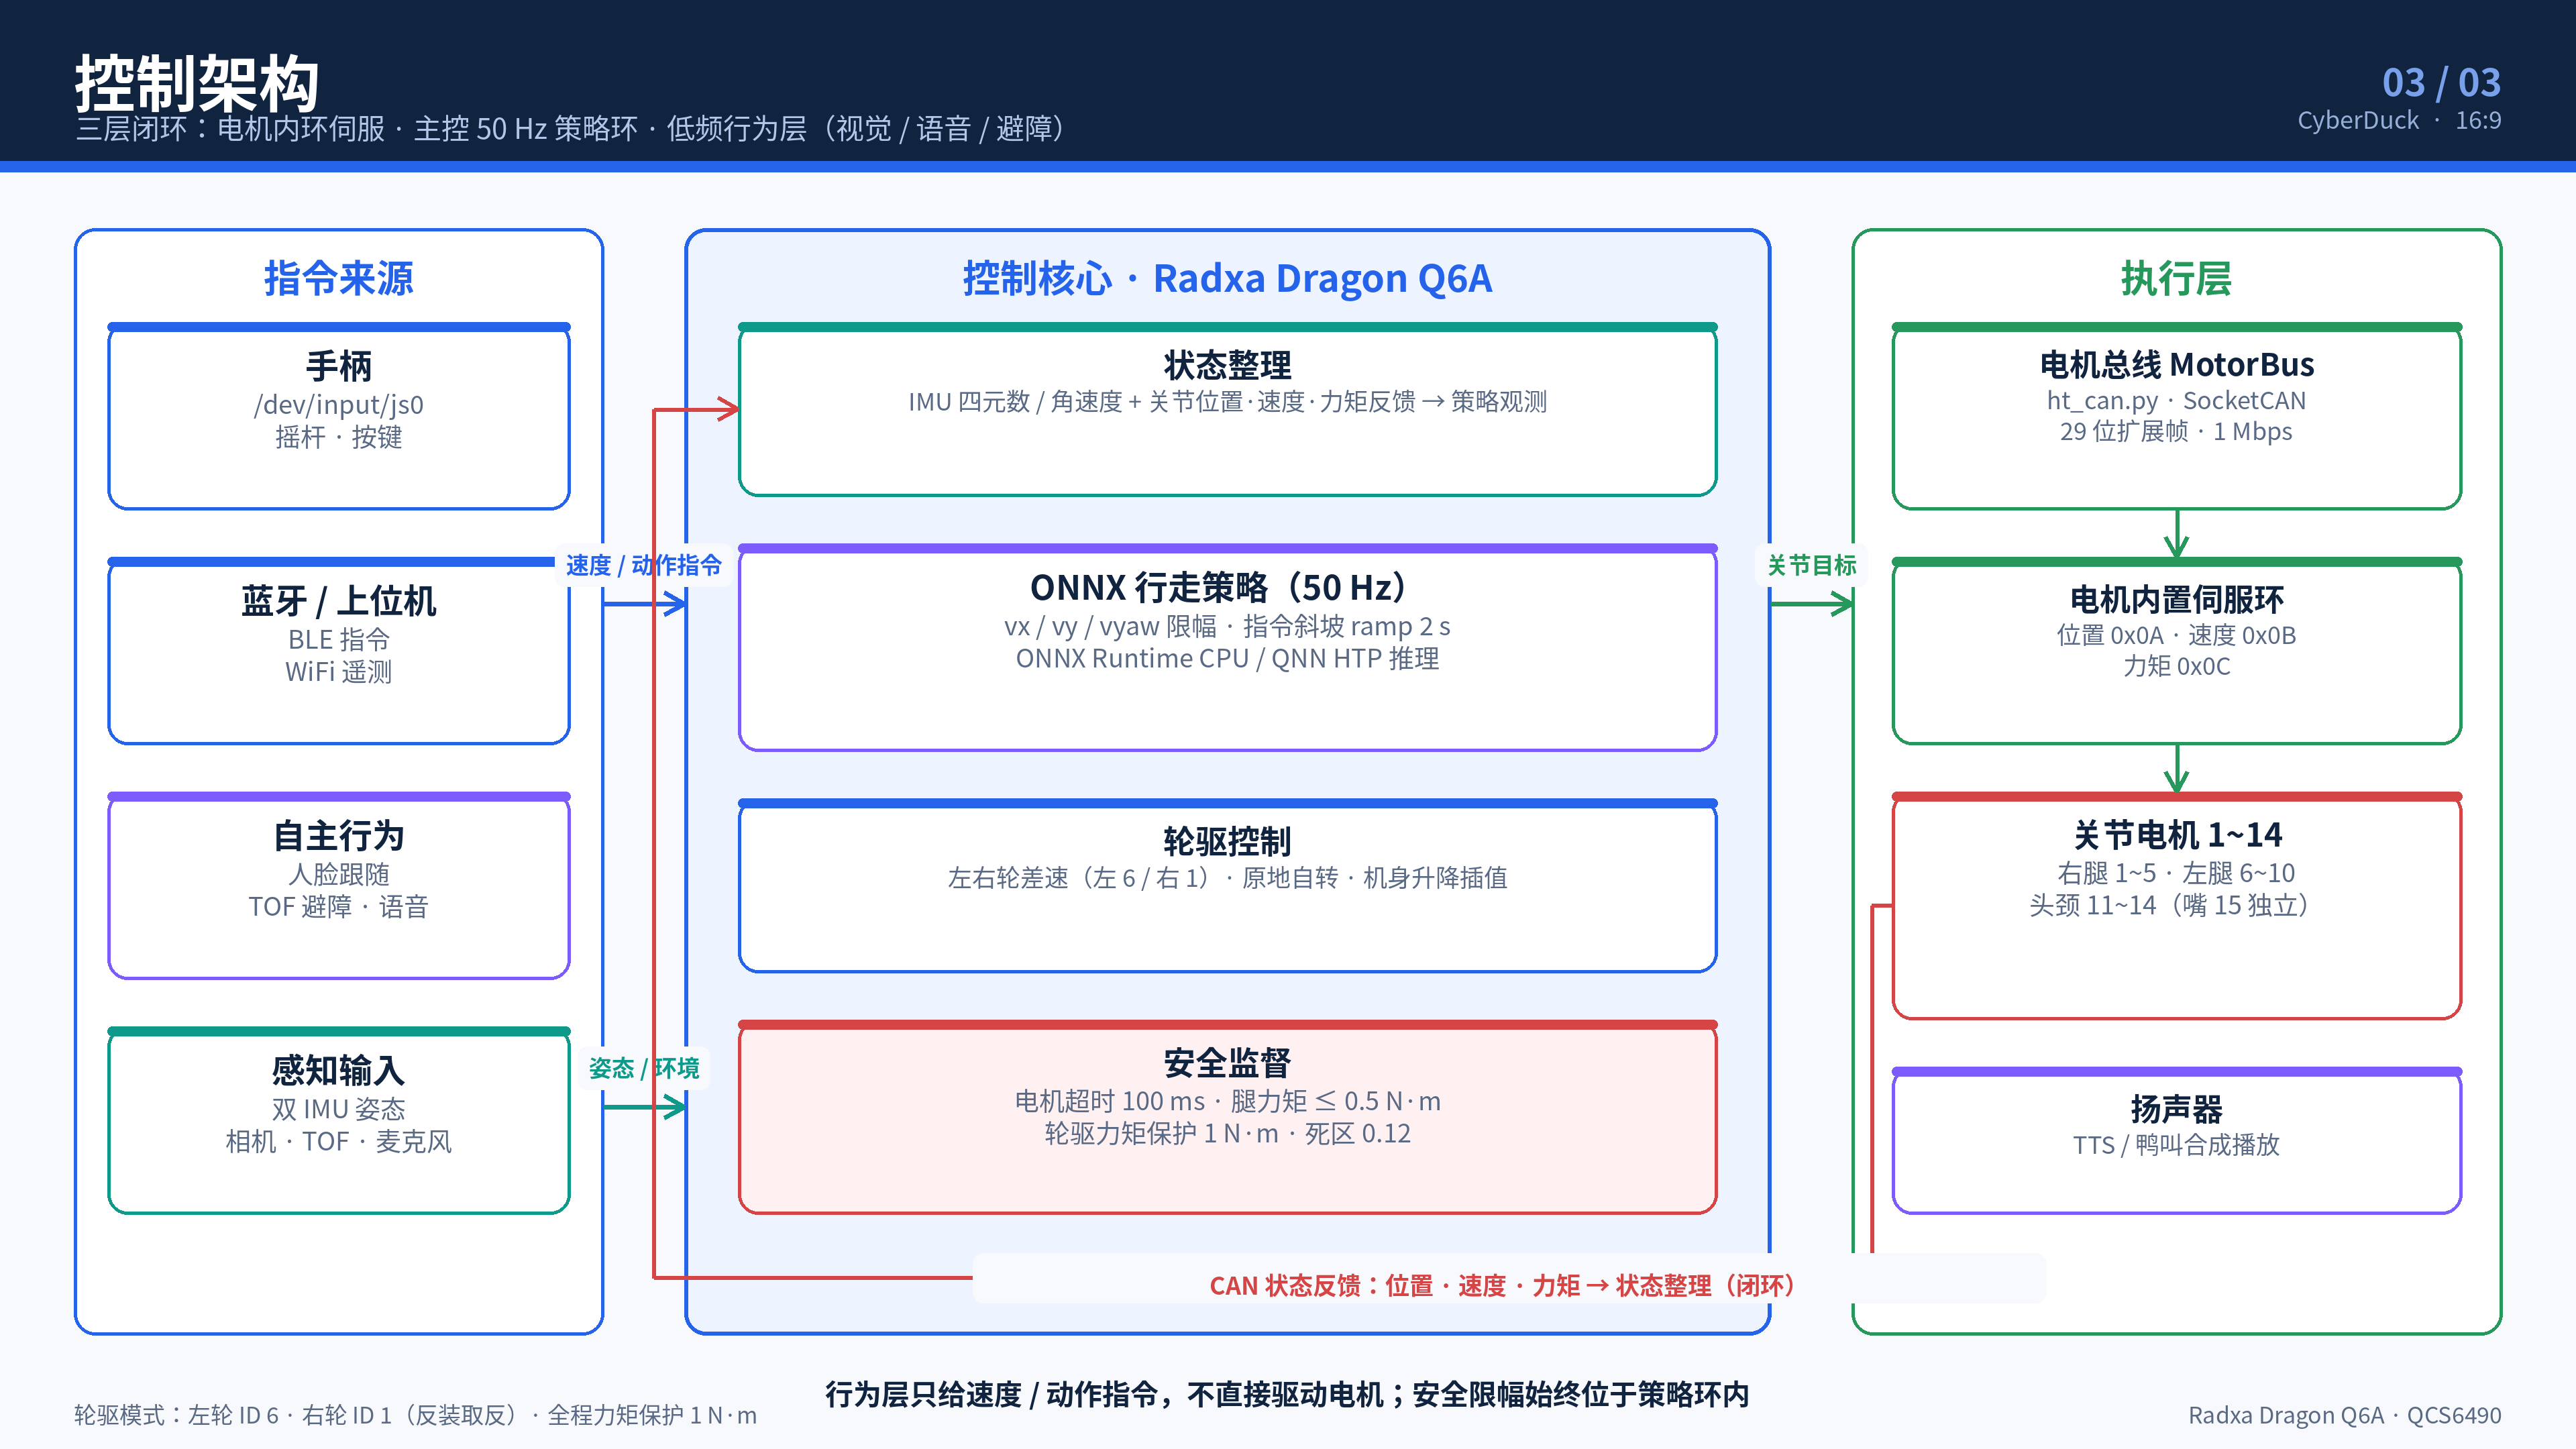 控制架构
三层闭环：电机内环伺服 · 主控 50 Hz 策略环 · 低频行为层（视觉 / 语音 / 避障）
03 / 03
CyberDuck · 16:9
指令来源
手柄
/dev/input/js0
摇杆 · 按键
蓝牙 / 上位机
BLE 指令
WiFi 遥测
自主行为
人脸跟随
TOF 避障 · 语音
感知输入
双 IMU 姿态
相机 · TOF · 麦克风
速度 / 动作指令
姿态 / 环境
控制核心 · Radxa Dragon Q6A
状态整理
IMU 四元数 / 角速度 + 关节位置·速度·力矩反馈 → 策略观测
ONNX 行走策略（50 Hz）
vx / vy / vyaw 限幅 · 指令斜坡 ramp 2 s
ONNX Runtime CPU / QNN HTP 推理
轮驱控制
左右轮差速（左 6 / 右 1）· 原地自转 · 机身升降插值
安全监督
电机超时 100 ms · 腿力矩 ≤ 0.5 N·m
轮驱力矩保护 1 N·m · 死区 0.12
关节目标
执行层
电机总线 MotorBus
ht_can.py · SocketCAN
29 位扩展帧 · 1 Mbps
电机内置伺服环
位置 0x0A · 速度 0x0B
力矩 0x0C
关节电机 1~14
右腿 1~5 · 左腿 6~10
头颈 11~14（嘴 15 独立）
扬声器
TTS / 鸭叫合成播放
CAN 状态反馈：位置 · 速度 · 力矩 → 状态整理（闭环）
行为层只给速度 / 动作指令，不直接驱动电机；安全限幅始终位于策略环内
轮驱模式：左轮 ID 6 · 右轮 ID 1（反装取反）· 全程力矩保护 1 N·m
Radxa Dragon Q6A · QCS6490